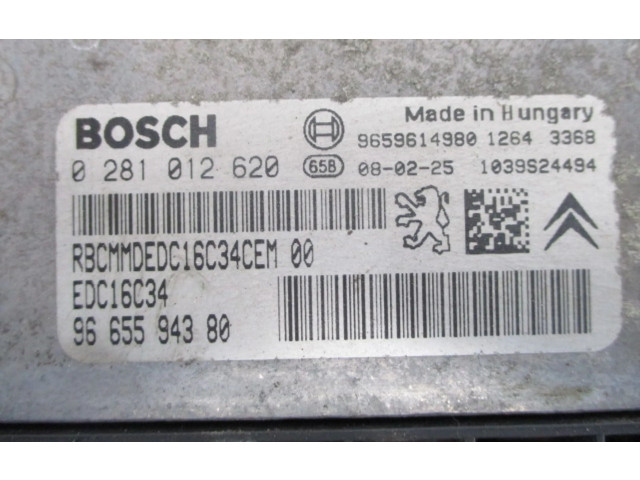 BOSCH
Made in Hungary
9659614980 1264 3368
0 281 012 620 65B 08-02-25 1039S24494
RBCMMDEDC16C34CEM 00
EDC16C34
96 655 943 80